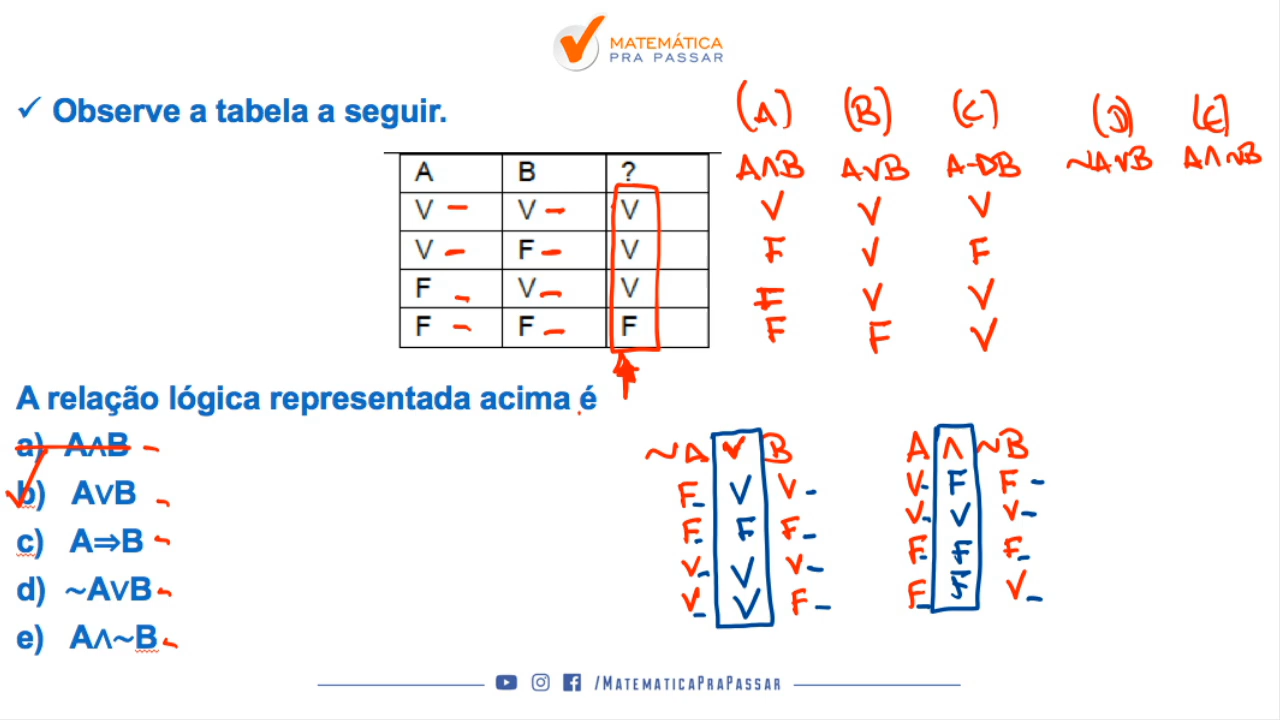 MATEMÁTICA
PRA PASSAR
✓ Observe a tabela a seguir.
A B ?
V V V
V F V
F V V
F F F
(A) (B) (C) (D) (E)
A∧B A∨B A→B ~A∨B A∧~B
V V V
F V F
F V V
F F V
A relação lógica representada acima é
a) A∧B
b) A∨B
c) A⇒B
d) ~A∨B
e) A∧~B
~A ∨ B
F V V
F F F
V V V
V V F
A ∧ ~B
V F F
V V V
F F F
F F V
/MATEMATICAPRAPASSAR